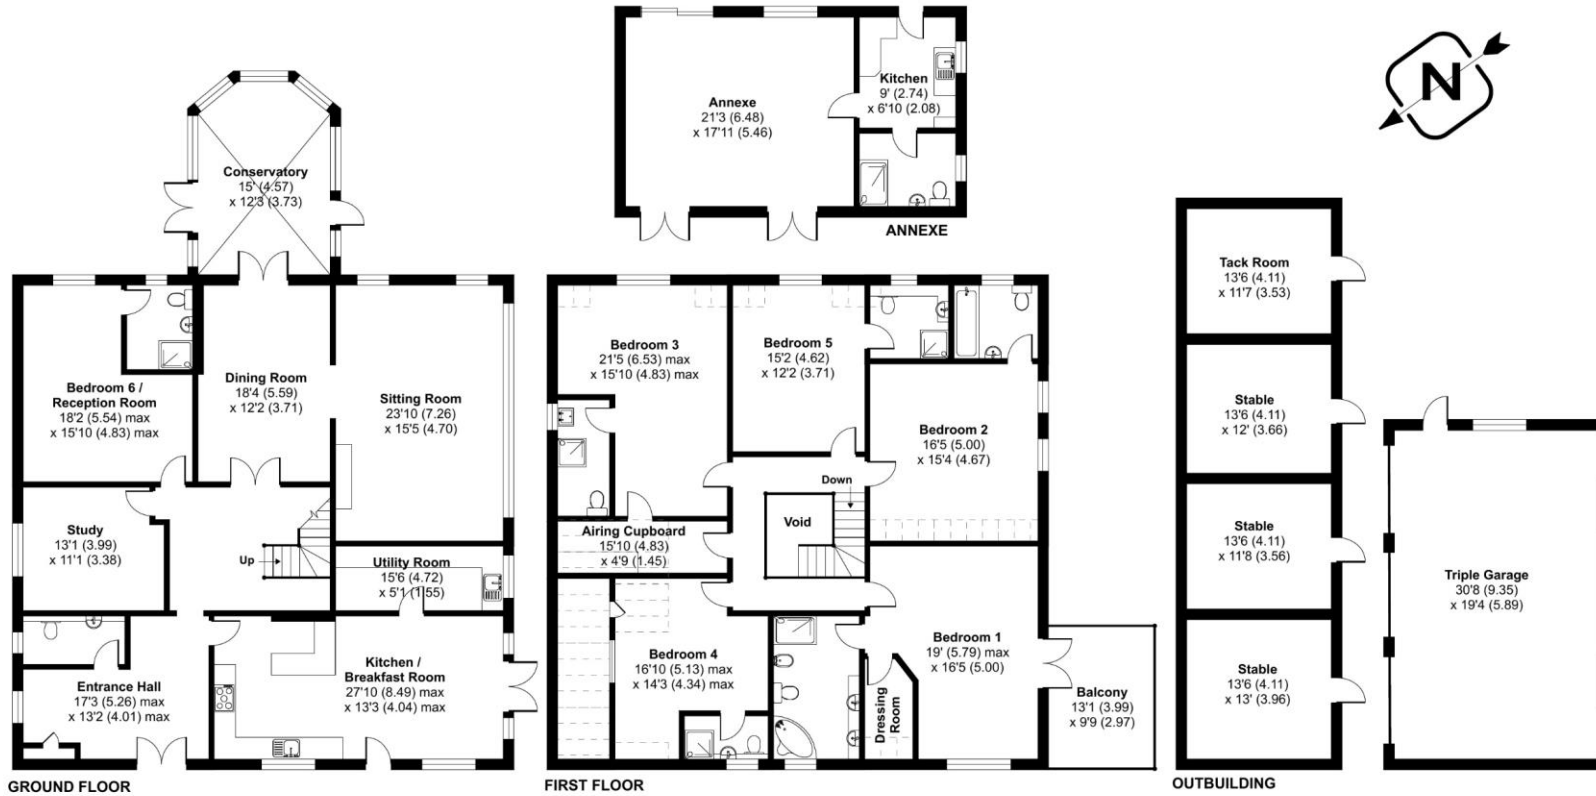 N
Annexe
21'3 (6.48)
x 17'11 (5.46)
Kitchen
9' (2.74)
x 6'10 (2.08)
ANNEXE
Conservatory
15' (4.57)
x 12'3 (3.73)
Bedroom 6 /
Reception Room
18'2 (5.54) max
x 15'10 (4.83) max
Dining Room
18'4 (5.59)
x 12'2 (3.71)
Sitting Room
23'10 (7.26)
x 15'5 (4.70)
Study
13'1 (3.99)
x 11'1 (3.38)
Up
Utility Room
15'6 (4.72)
x 5'1 (1.55)
Entrance Hall
17'3 (5.26) max
x 13'2 (4.01) max
Kitchen /
Breakfast Room
27'10 (8.49) max
x 13'3 (4.04) max
GROUND FLOOR
Bedroom 3
21'5 (6.53) max
x 15'10 (4.83) max
Bedroom 5
15'2 (4.62)
x 12'2 (3.71)
Bedroom 2
16'5 (5.00)
x 15'4 (4.67)
Down
Void
Airing Cupboard
15'10 (4.83)
x 4'9 (1.45)
Bedroom 4
16'10 (5.13) max
x 14'3 (4.34) max
Bedroom 1
19' (5.79) max
x 16'5 (5.00)
Dressing
Room
Balcony
13'1 (3.99)
x 9'9 (2.97)
FIRST FLOOR
Tack Room
13'6 (4.11)
x 11'7 (3.53)
Stable
13'6 (4.11)
x 12' (3.66)
Stable
13'6 (4.11)
x 11'8 (3.56)
Stable
13'6 (4.11)
x 13' (3.96)
Triple Garage
30'8 (9.35)
x 19'4 (5.89)
OUTBUILDING